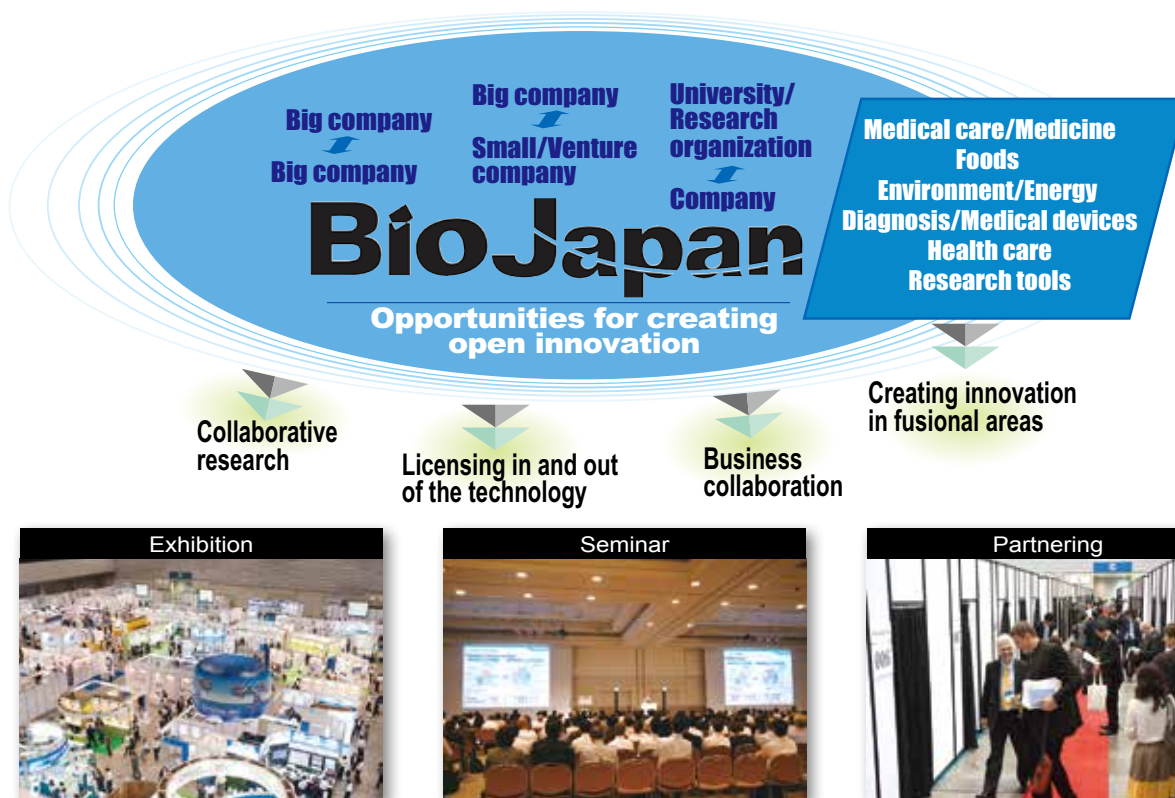 Big company
Big company
Big company
Small/Venture
company
University/
Research
organization
Company
Medical care/Medicine
Foods
Environment/Energy
Diagnosis/Medical devices
Health care
Research tools
BioJapan
Opportunities for creating
open innovation
Collaborative
research
Licensing in and out
of the technology
Business
collaboration
Creating innovation
in fusional areas
Exhibition
Seminar
Partnering